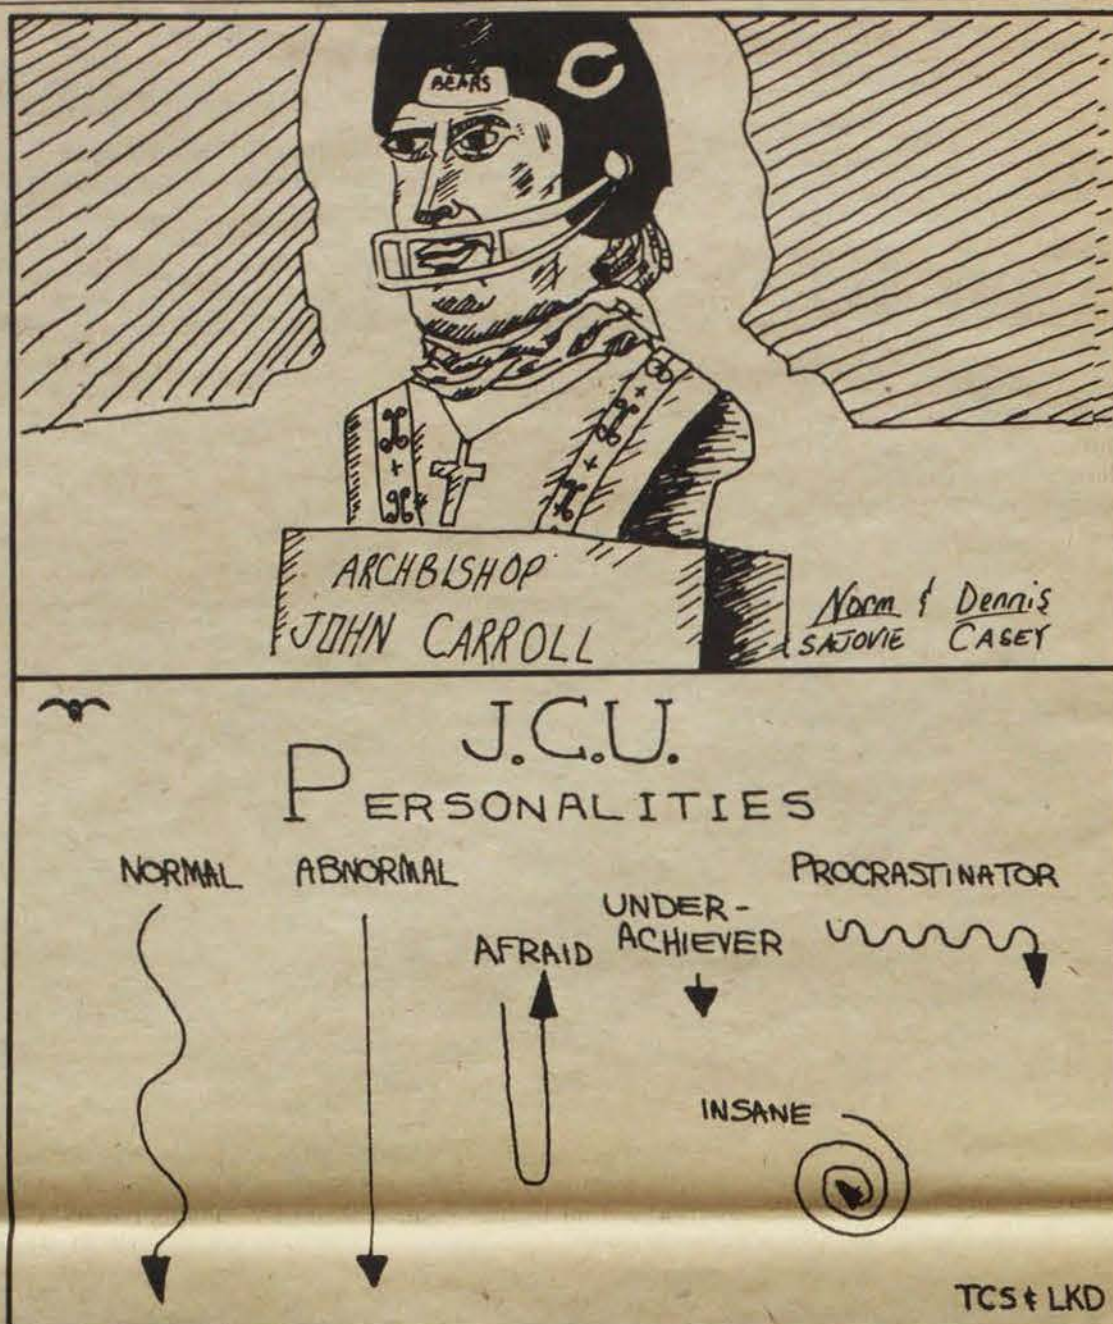 BEARS
C
ARCHBISHOP
JOHN CARROLL
Norm & Dennis
SAJOVIE CASEY
J.C.U.
PERSONALITIES
NORMAL
ABNORMAL
AFRAID
UNDER-
ACHIEVER
PROCRASTINATOR
INSANE
TCS & LKD